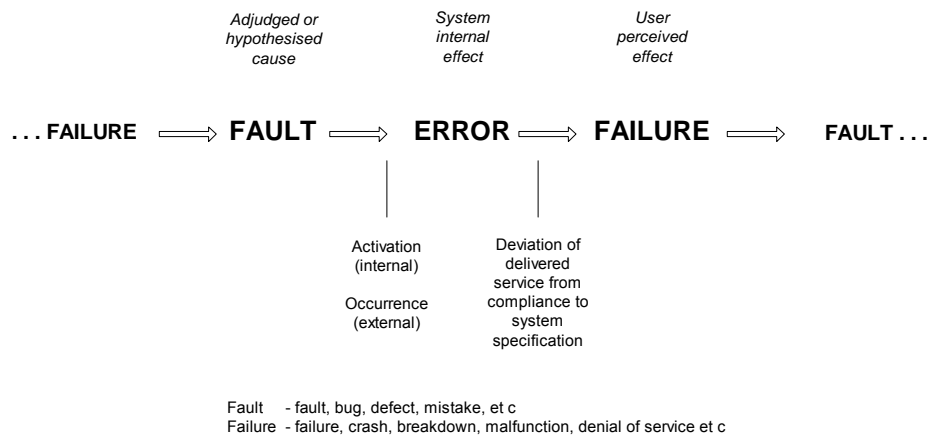 Adjudged or
hypothesised
cause
System
internal
effect
User
perceived
effect
. . . FAILURE FAULT ERROR FAILURE FAULT . . .
Activation
(internal)
Occurrence
(external)
Deviation of
delivered
service from
compliance to
system
specification
Fault - fault, bug, defect, mistake, et c
Failure - failure, crash, breakdown, malfunction, denial of service et c